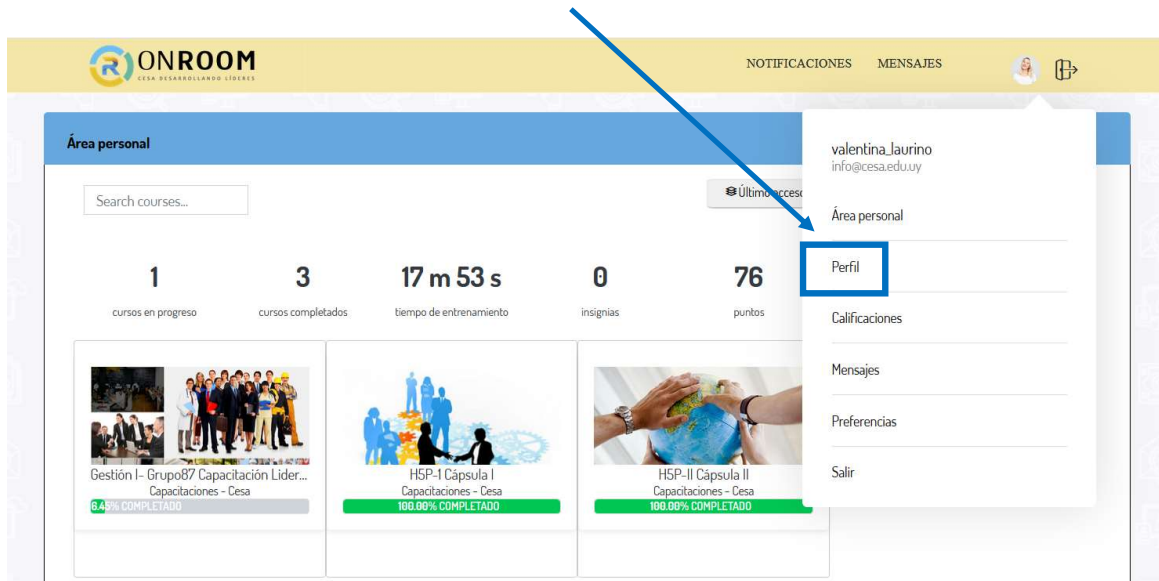 ONROOM
CESA DESARROLLANDO LÍDERES
NOTIFICACIONES MENSAJES
Área personal
valentina_laurino
info@cesa.edu.uy
Search courses...
Último acceso
Área personal
Perfil
Calificaciones
Mensajes
Preferencias
Salir
1
cursos en progreso
3
cursos completados
17 m 53 s
tiempo de entrenamiento
0
insignias
76
puntos
Gestión I- Grupo87 Capacitación Lider...
Capacitaciones - Cesa
6.45% COMPLETADO
H5P-1 Cápsula I
Capacitaciones - Cesa
100.00% COMPLETADO
H5P-II Cápsula II
Capacitaciones - Cesa
100.00% COMPLETADO